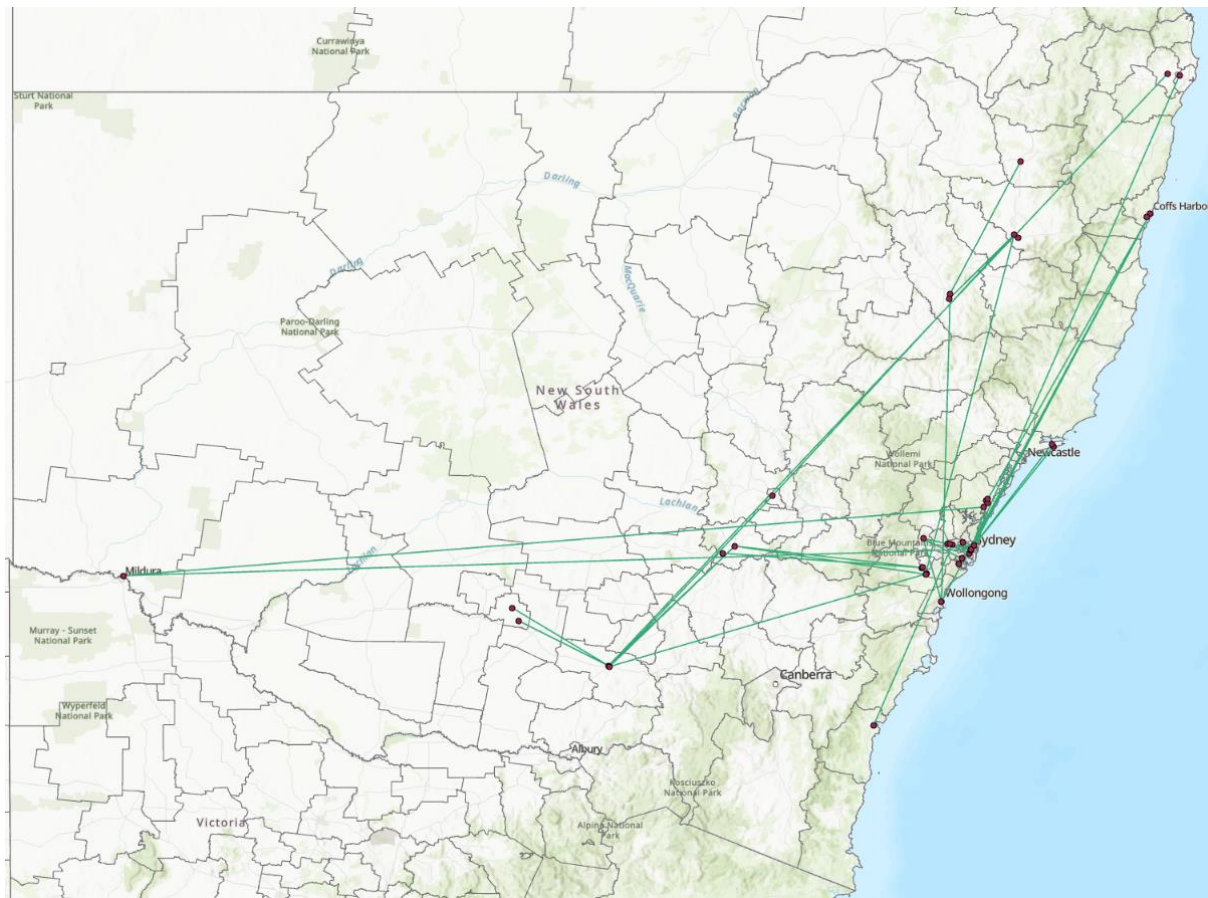 Currawinya
National Park
Sturt National
Park
Barwon
Darling
Coffs Harbo
Darling
MacQuarie
Paroo-Darling
National Park
New South
Wales
Wollemi
National Park
Newcastle
Lachlan
Blue Mountains
National Park
Sydney
Mildura
Wollongong
Murray - Sunset
National Park
Canberra
Wyperfeld
National Park
Albury
Kosciuszko
National Park
Victoria
Alpine National
Park